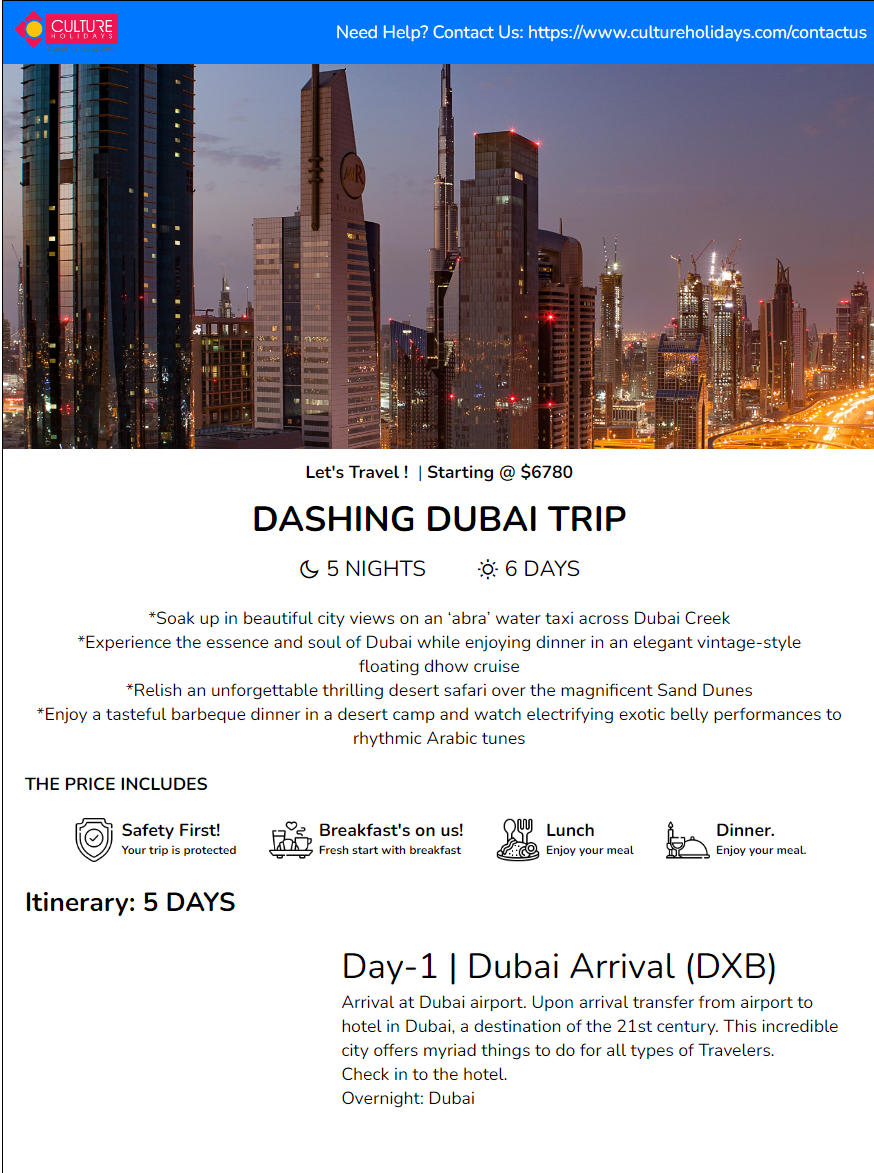 CULTURE
HOLIDAYS
Need Help? Contact Us: https://www.cultureholidays.com/contactus
Let's Travel ! | Starting @ $6780
DASHING DUBAI TRIP
5 NIGHTS 6 DAYS
*Soak up in beautiful city views on an ‘abra’ water taxi across Dubai Creek
*Experience the essence and soul of Dubai while enjoying dinner in an elegant vintage-style
floating dhow cruise
*Relish an unforgettable thrilling desert safari over the magnificent Sand Dunes
*Enjoy a tasteful barbeque dinner in a desert camp and watch electrifying exotic belly performances to
rhythmic Arabic tunes
THE PRICE INCLUDES
Safety First!
Your trip is protected
Breakfast's on us!
Fresh start with breakfast
Lunch
Enjoy your meal
Dinner.
Enjoy your meal.
Itinerary: 5 DAYS
Day-1 | Dubai Arrival (DXB)
Arrival at Dubai airport. Upon arrival transfer from airport to
hotel in Dubai, a destination of the 21st century. This incredible
city offers myriad things to do for all types of Travelers.
Check in to the hotel.
Overnight: Dubai